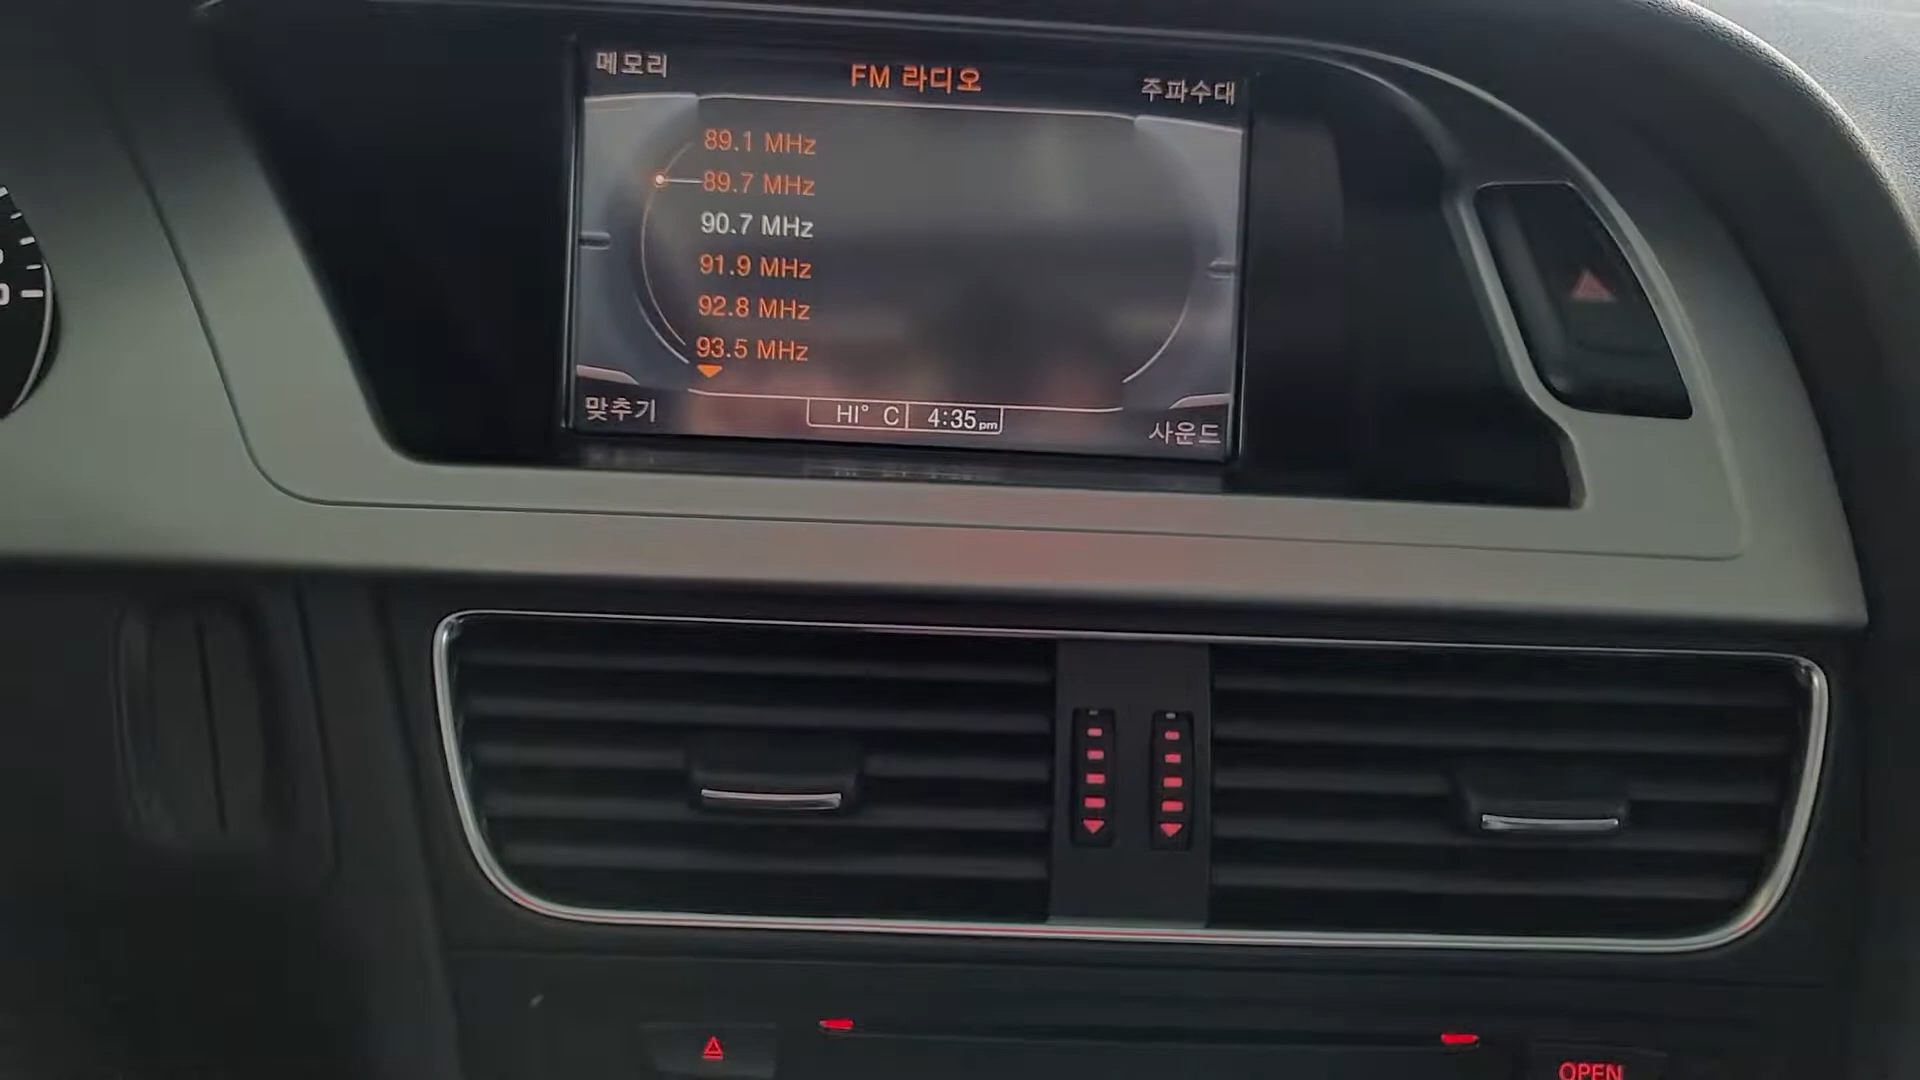 메모리
FM 라디오
주파수대
89.1 MHz
89.7 MHz
90.7 MHz
91.9 MHz
92.8 MHz
93.5 MHz
맞추기
HI° C
4:35pm
사운드
OPEN